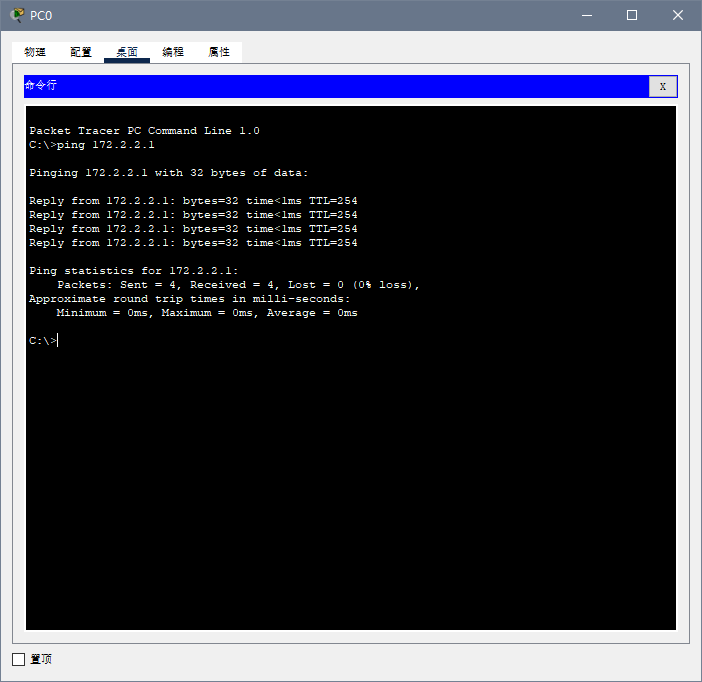 PC0
物理 配置 桌面 编程 属性
命令行
X
Packet Tracer PC Command Line 1.0
C:\>ping 172.2.2.1
Pinging 172.2.2.1 with 32 bytes of data:
Reply from 172.2.2.1: bytes=32 time<1ms TTL=254
Reply from 172.2.2.1: bytes=32 time<1ms TTL=254
Reply from 172.2.2.1: bytes=32 time<1ms TTL=254
Reply from 172.2.2.1: bytes=32 time<1ms TTL=254
Ping statistics for 172.2.2.1:
Packets: Sent = 4, Received = 4, Lost = 0 (0% loss),
Approximate round trip times in milli-seconds:
Minimum = 0ms, Maximum = 0ms, Average = 0ms
C:\>
置顶